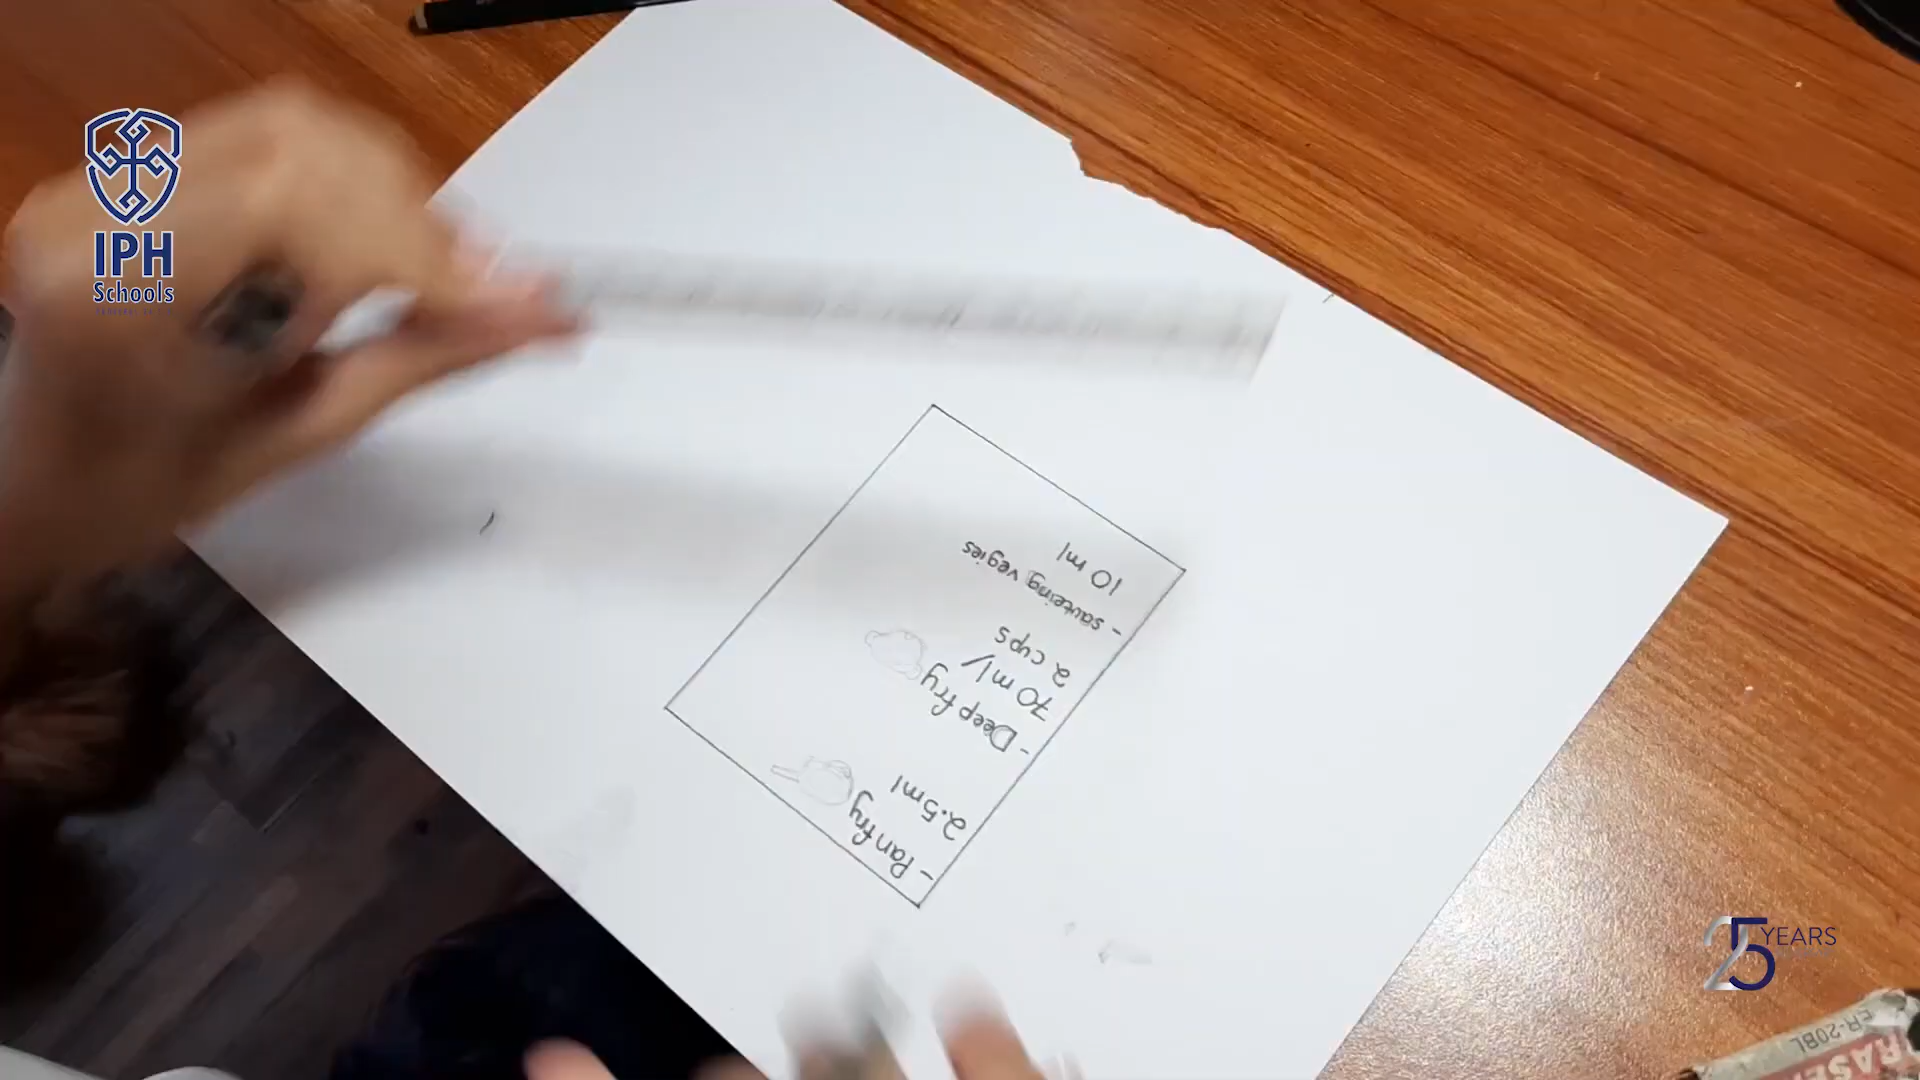 IPH
Schools
- Pan fry
2.5ml
- Deep fry
70 ml/
2 cups
- sauteing vegies
10 ml
25 YEARS
ER-20BL